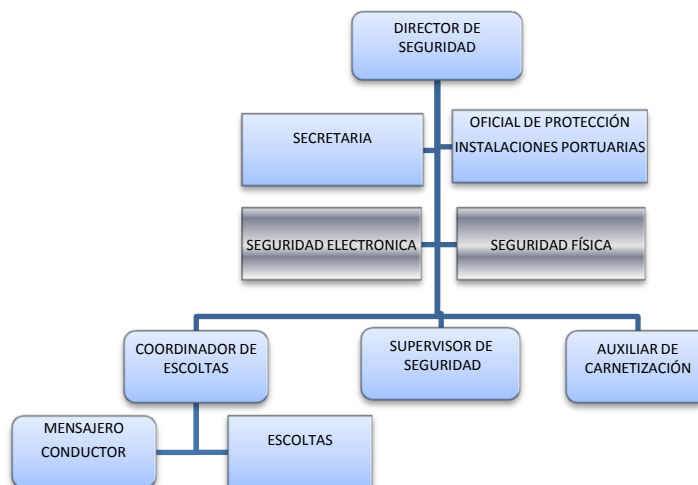 DIRECTOR DE
SEGURIDAD
SECRETARIA
OFICIAL DE PROTECCIÓN
INSTALACIONES PORTUARIAS
SEGURIDAD ELECTRONICA
SEGURIDAD FÍSICA
COORDINADOR DE
ESCOLTAS
SUPERVISOR DE
SEGURIDAD
AUXILIAR DE
CARNETIZACIÓN
MENSAJERO
CONDUCTOR
ESCOLTAS